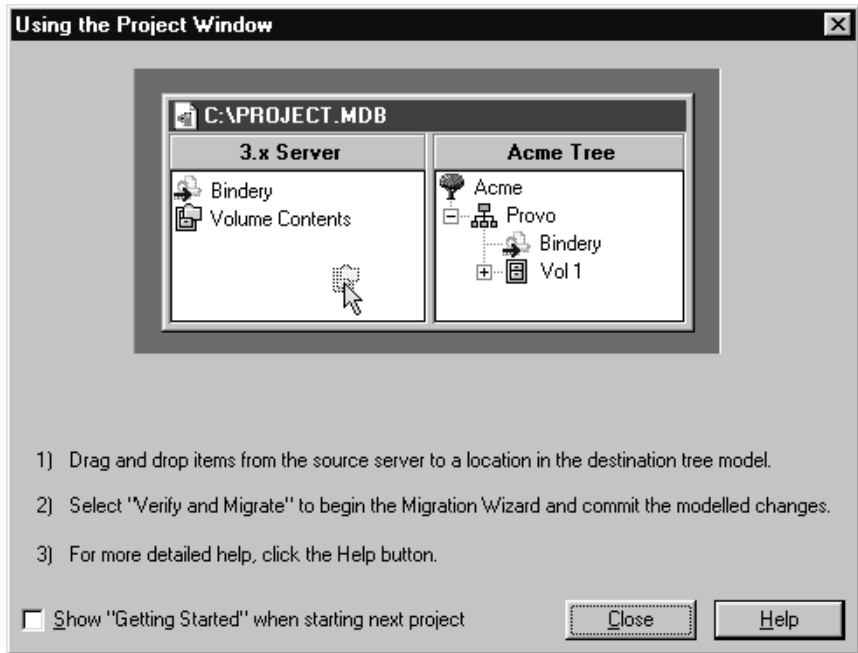 Using the Project Window
C:\PROJECT.MDB
3.x Server
Acme Tree
Bindery
Volume Contents
Acme
Provo
Bindery
Vol 1
1) Drag and drop items from the source server to a location in the destination tree model.
2) Select "Verify and Migrate" to begin the Migration Wizard and commit the modelled changes.
3) For more detailed help, click the Help button.
Show "Getting Started" when starting next project
Close
Help